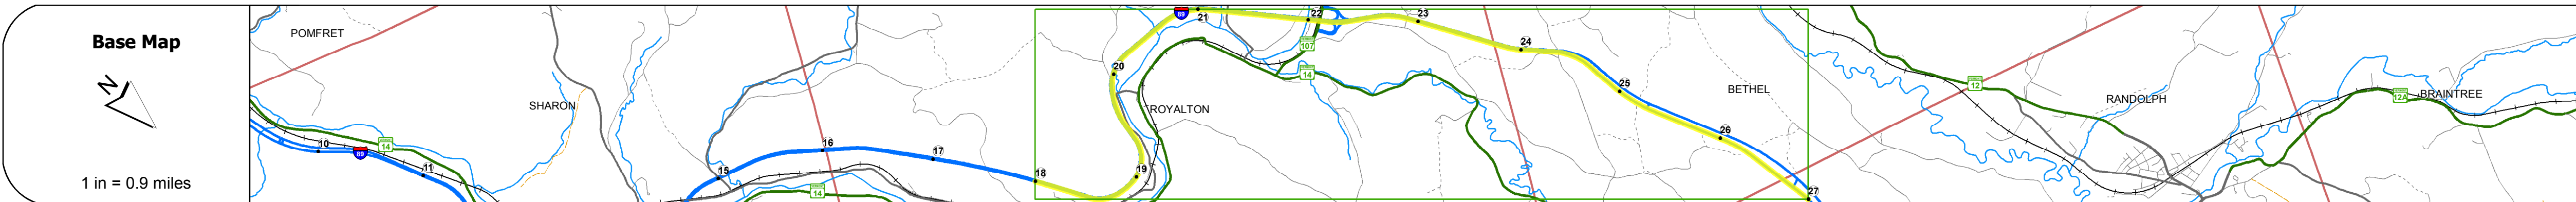 Base Map
N
1 in = 0.9 miles
POMFRET
SHARON
ROYALTON
BETHEL
RANDOLPH
BRAINTREE
10
89
14
11
15
16
17
14
18
19
20
89
21
22
107
14
23
24
25
26
27
12
12A